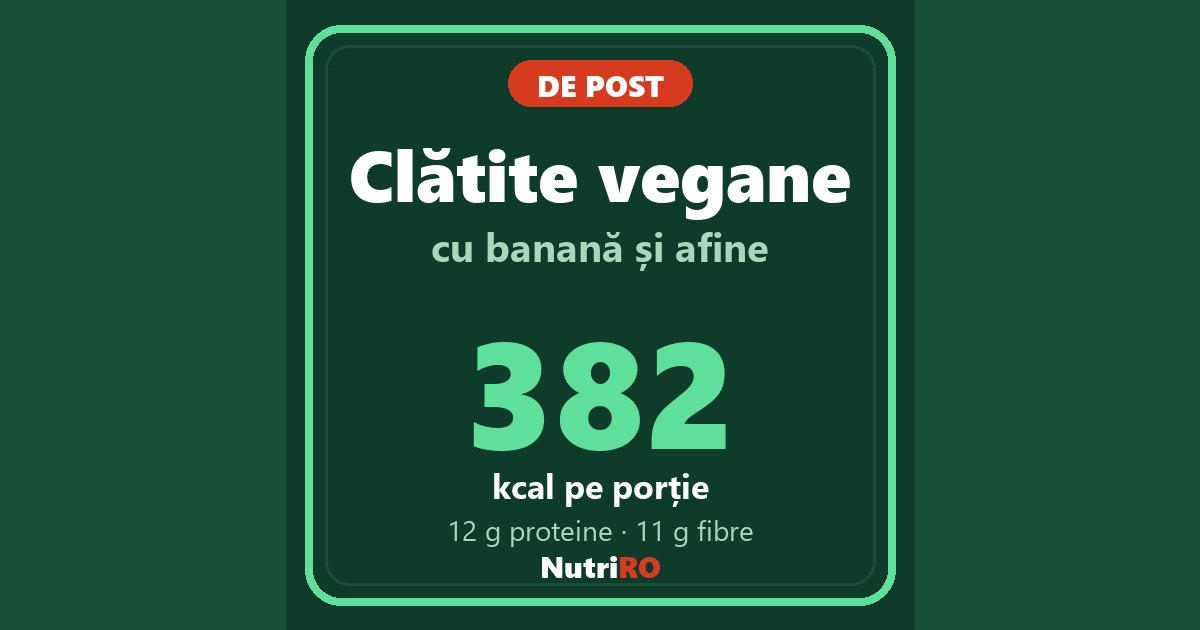 DE POST
Clătite vegane
cu banană și afine
382
kcal pe porție
12 g proteine · 11 g fibre
NutriRO